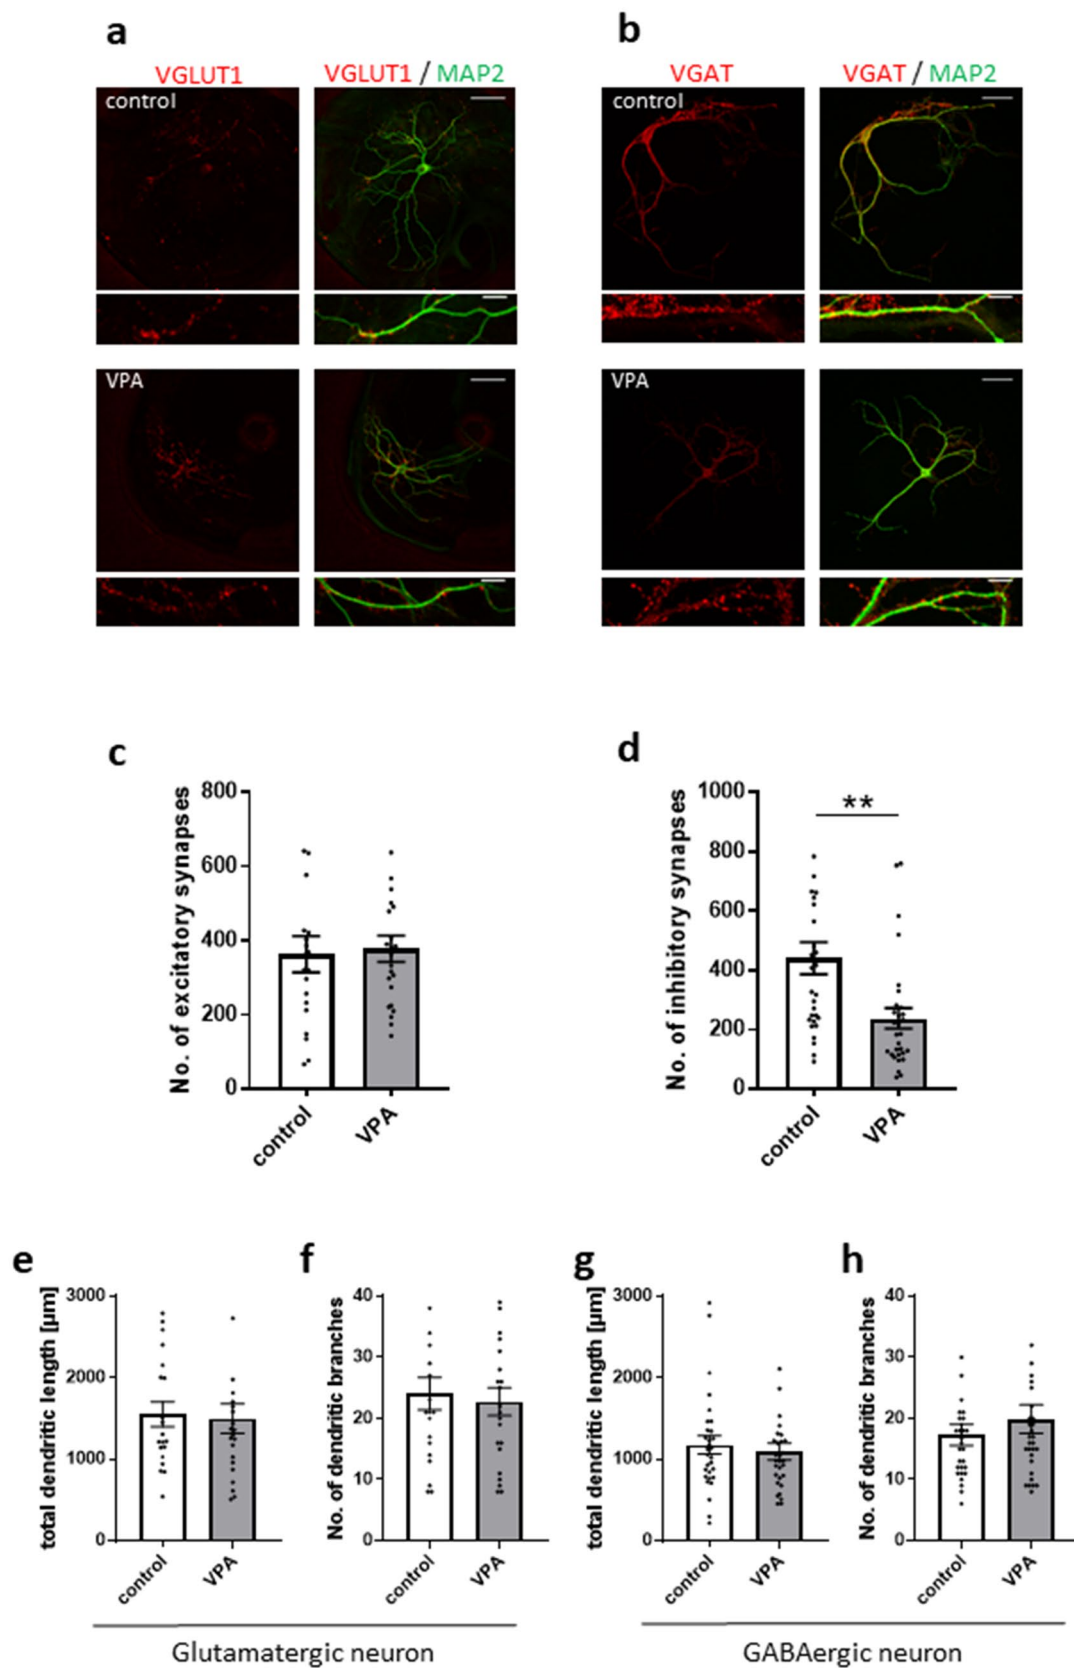 a
VGLUT1
VGLUT1 / MAP2
control
VPA
b
VGAT
VGAT / MAP2
control
VPA
c
No. of excitatory synapses
800
600
400
200
0
control
VPA
d
No. of inhibitory synapses
1000
800
600
400
200
0
**
control
VPA
e
total dendritic length [µm]
3000
2000
1000
0
control
VPA
f
No. of dendritic branches
40
30
20
10
0
control
VPA
Glutamatergic neuron
g
total dendritic length [µm]
3000
2000
1000
0
control
VPA
h
No. of dendritic branches
40
30
20
10
0
control
VPA
GABAergic neuron